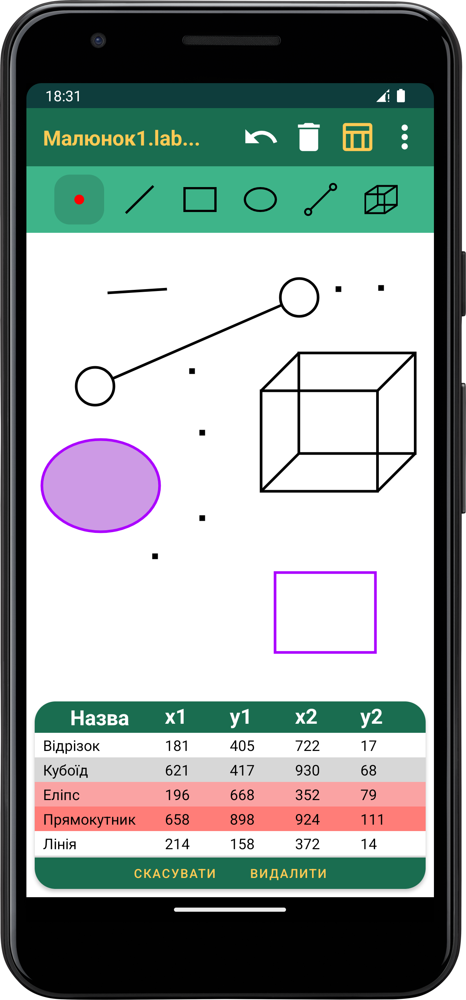 18:31
Малюнок1.lab...
Назва x1 y1 x2 y2
Відрізок 181 405 722 17
Кубоїд 621 417 930 68
Еліпс 196 668 352 79
Прямокутник 658 898 924 111
Лінія 214 158 372 14
СКАСУВАТИ ВИДАЛИТИ